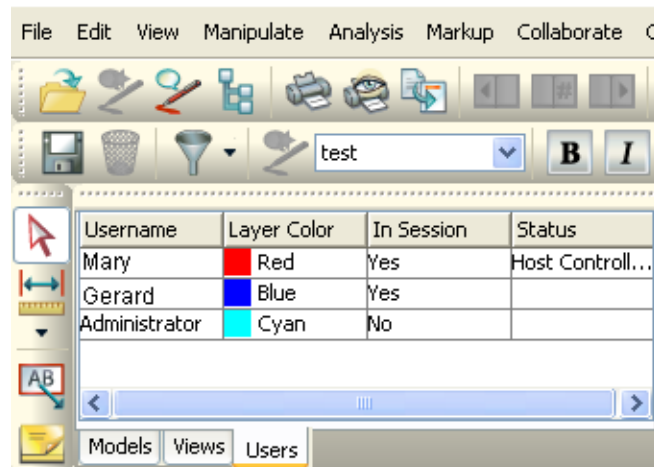 File Edit View Manipulate Analysis Markup Collaborate
#
test B I
Username Layer Color In Session Status
Mary Red Yes Host Controll...
Gerard Blue Yes
Administrator Cyan No
AB
Models Views Users